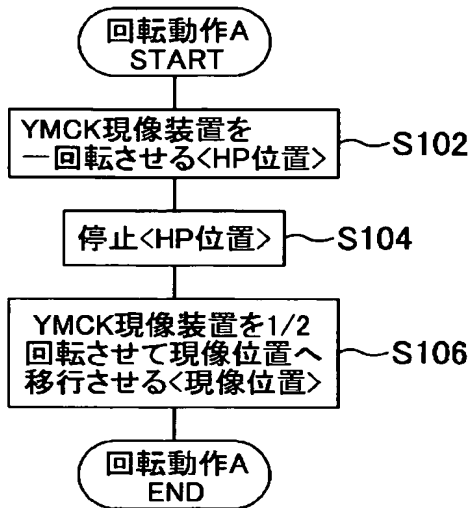 回転動作A
START
YMCK現像装置を
一回転させる<HP位置>
S102
停止<HP位置>
S104
YMCK現像装置を1/2
回転させて現像位置へ
移行させる<現像位置>
S106
回転動作A
END